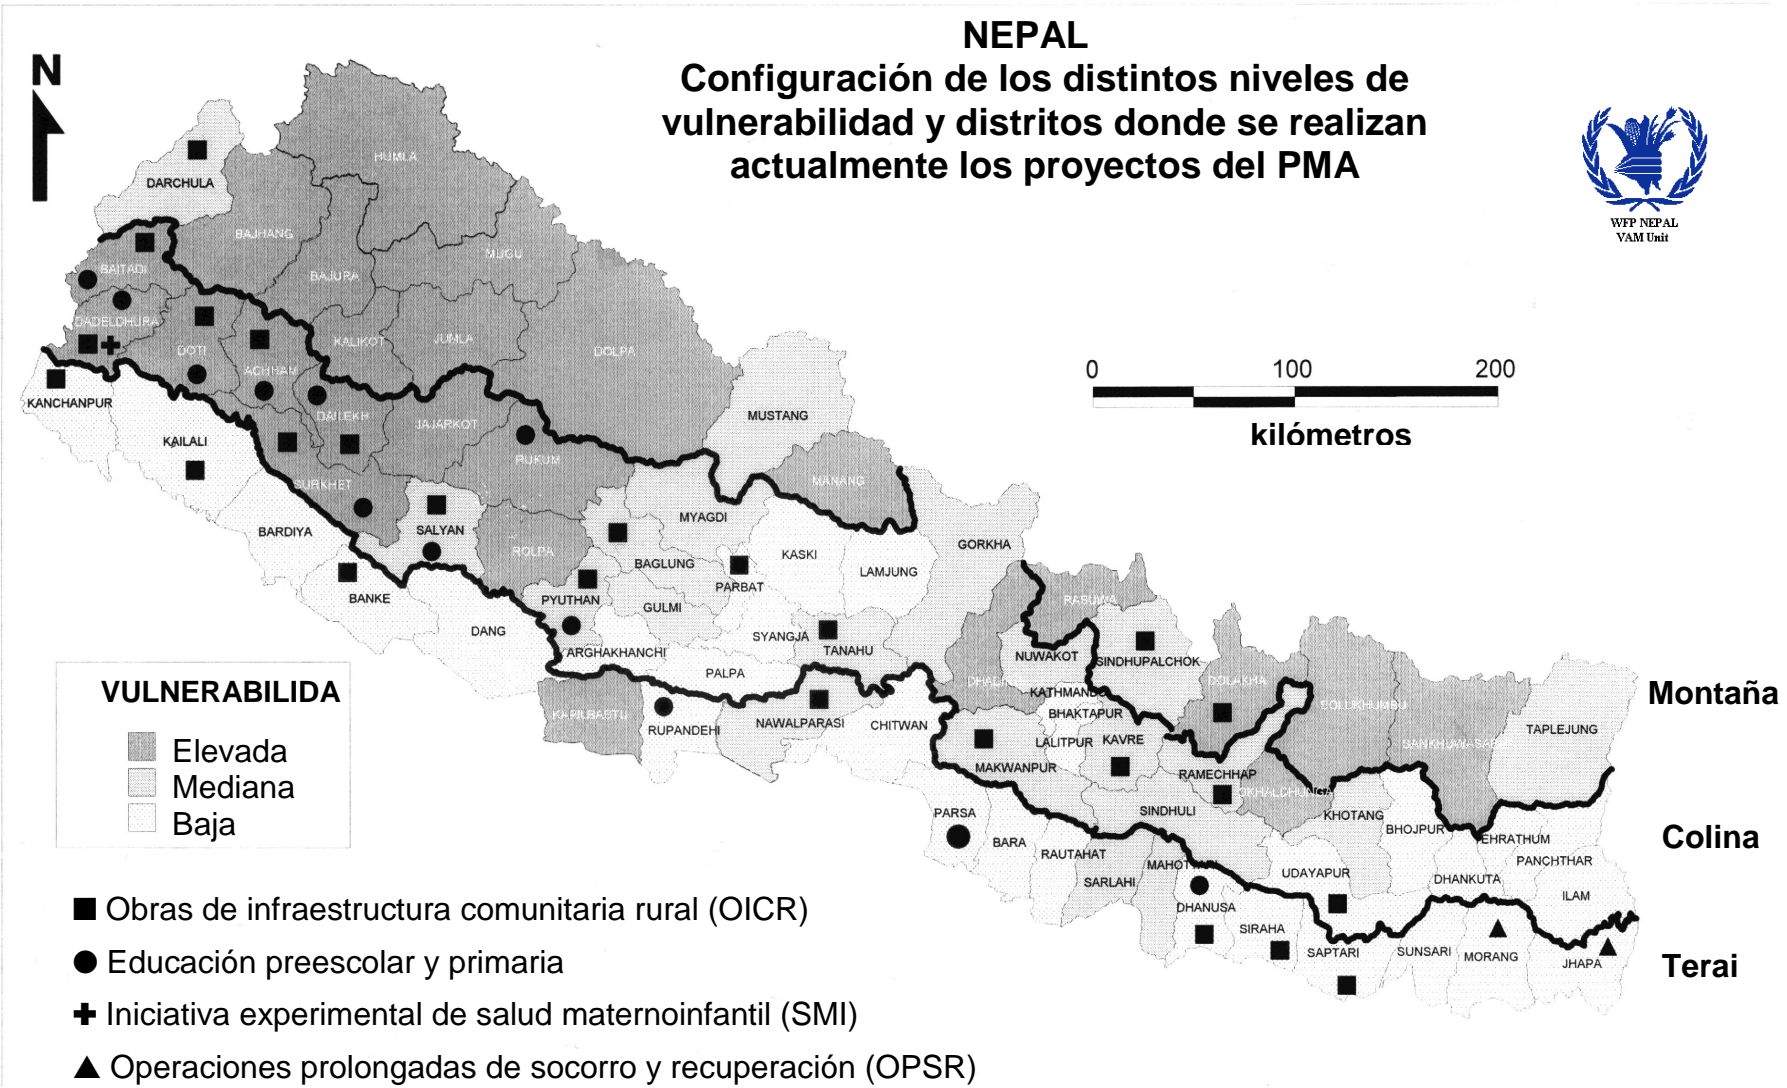 NEPAL
Configuración de los distintos niveles de
vulnerabilidad y distritos donde se realizan
actualmente los proyectos del PMA
N
WFP NEPAL
VAM Unit
0 100 200
kilómetros
HUMLA
DARCHULA
BAJHANG
MUGU
BAITADI
BAJURA
DADELDHURA
DOTI
KALIKOT
JUMLA
DOLPA
ACHHAM
KANCHANPUR
DAILEKH
JAJARKOT
MUSTANG
KAILALI
RUKUM
MANANG
SURKHET
BARDIYA
SALYAN
MYAGDI
ROLPA
KASKI
GORKHA
BAGLUNG
LAMJUNG
PARBAT
BANKE
PYUTHAN
GULMI
RASUWA
DANG
SYANGJA
TANAHU
ARGHAKHANCHI
NUWAKOT
SINDHUPALCHOK
PALPA
DOLAKHA
KATHMANDU
SOLUKHUMBU
RUPANDEHI
NAWALPARASI
CHITWAN
BHAKTAPUR
TAPLEJUNG
LALITPUR
KAVRE
MAKWANPUR
RAMECHHAP
OKHALDHUNGA
PARSA
SINDHULI
KHOTANG
BHOJPUR
BARA
RAUTAHAT
EHRATHUM
PANCHTHAR
SARLAHI
UDAYAPUR
DHANKUTA
ILAM
DHANUSA
SIRAHA
SAPTARI
SUNSARI
MORANG
JHAPA
Montaña
Colina
Terai
VULNERABILIDA
Elevada
Mediana
Baja
Obras de infraestructura comunitaria rural (OICR)
Educación preescolar y primaria
Iniciativa experimental de salud maternoinfantil (SMI)
Operaciones prolongadas de socorro y recuperación (OPSR)